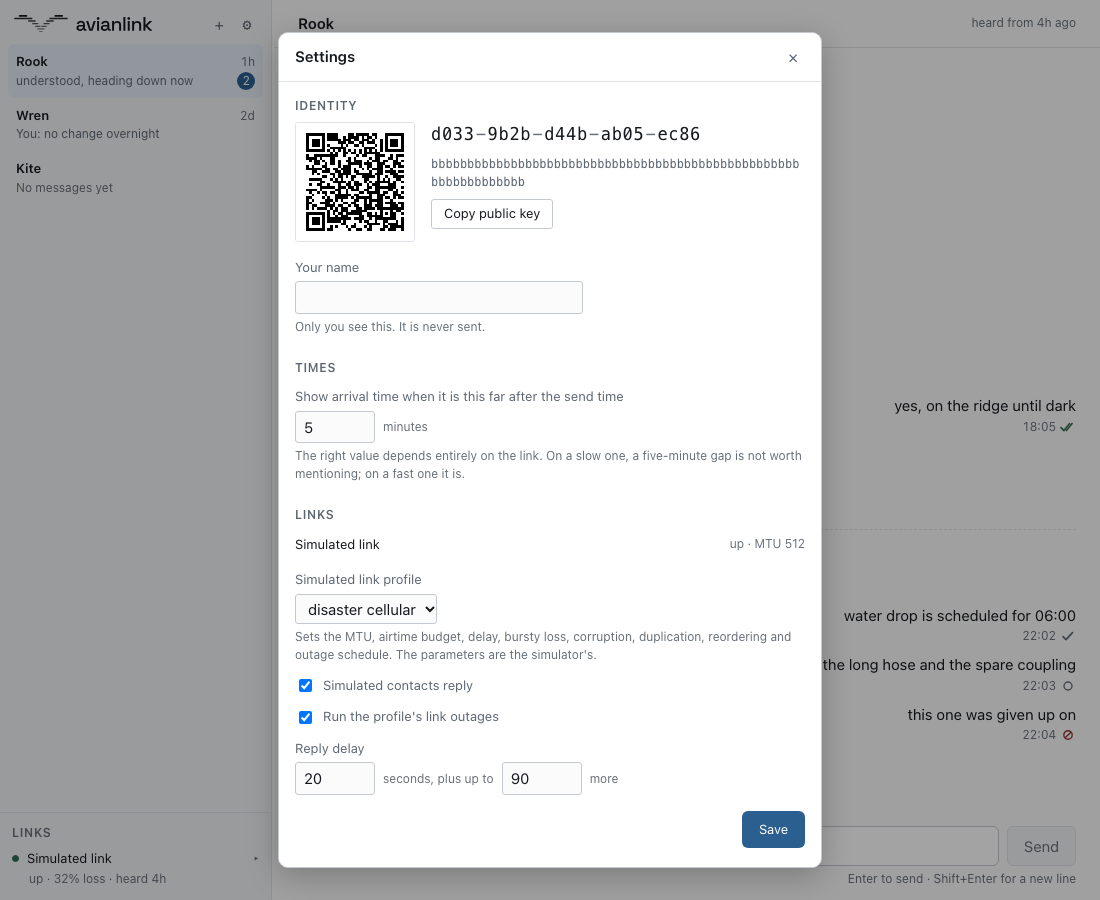 avianlink
+
Rook
heard from 4h ago
Rook 1h
understood, heading down now 2
Wren 2d
You: no change overnight
Kite
No messages yet
Settings ×
IDENTITY
d033-9b2b-d44b-ab05-ec86
bbbbbbbbbbbbbbbbbbbbbbbbbbbbbbbbbbbbbbbbbbbbbbbbbbb
bbbbbbbbbbbbb
Copy public key
Your name
Only you see this. It is never sent.
TIMES
Show arrival time when it is this far after the send time
5 minutes
The right value depends entirely on the link. On a slow one, a five-minute gap is not worth
mentioning; on a fast one it is.
LINKS
Simulated link up · MTU 512
Simulated link profile
disaster cellular
Sets the MTU, airtime budget, delay, bursty loss, corruption, duplication, reordering and
outage schedule. The parameters are the simulator's.
Simulated contacts reply
Run the profile's link outages
Reply delay
20 seconds, plus up to 90 more
Save
yes, on the ridge until dark
18:05
water drop is scheduled for 06:00
22:02
the long hose and the spare coupling
22:03
this one was given up on
22:04
Send
Enter to send · Shift+Enter for a new line
LINKS
Simulated link
up · 32% loss · heard 4h